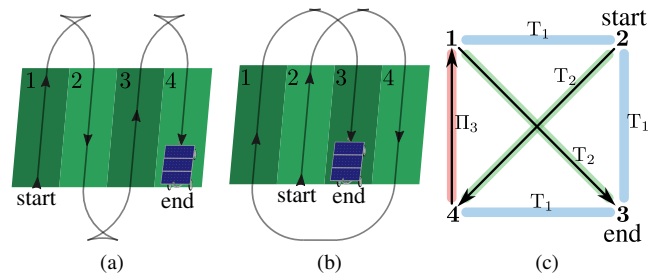 1 2 3 4
start
end
(a)
1 2 3 4
start
end
(b)
start
1 T₁ 2
T₂
Π₃ T₁
T₂
4 T₁ 3
end
(c)